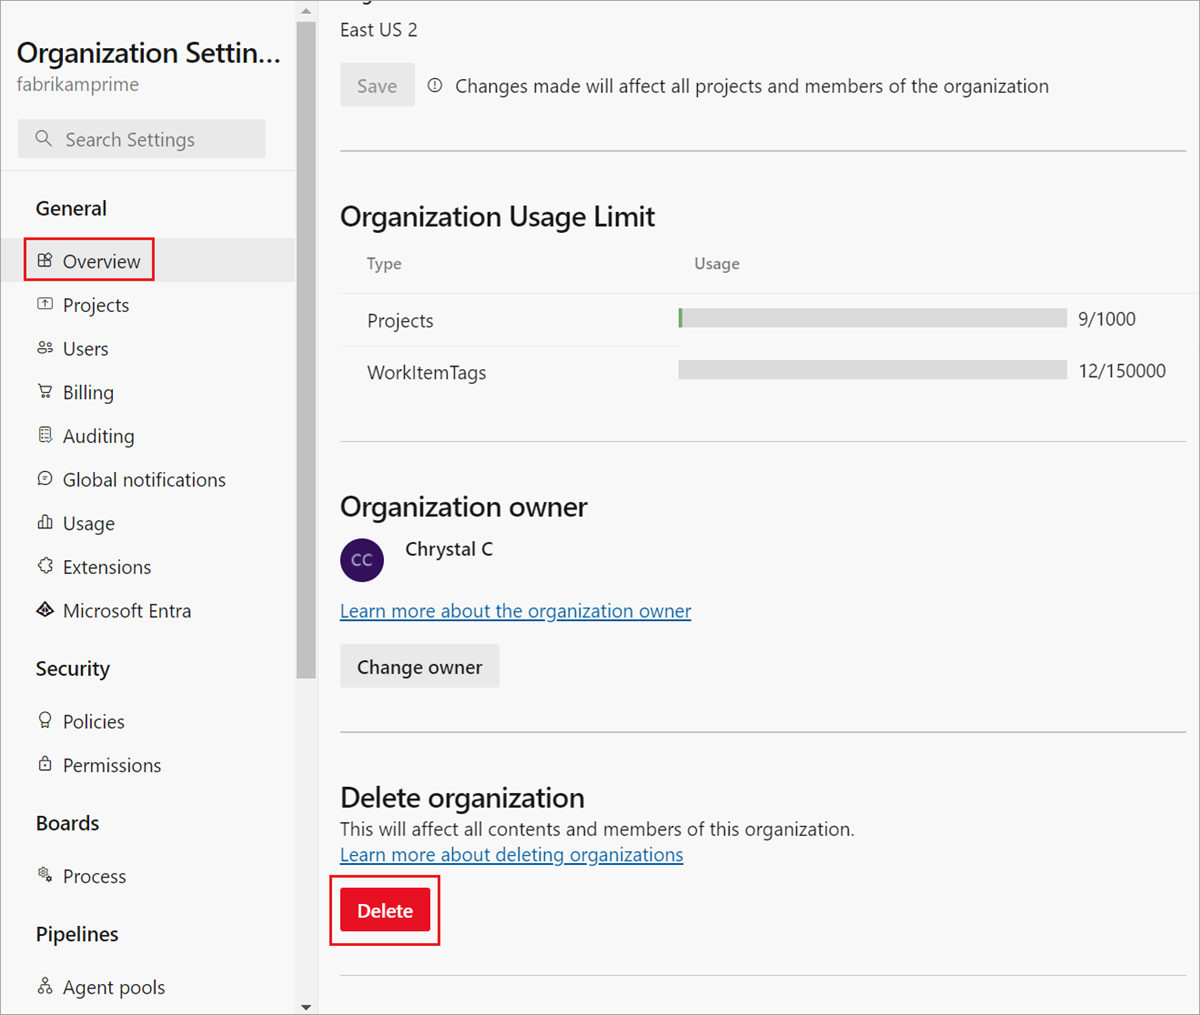 Organization Settin...
fabrikamprime
Search Settings
General
Overview
Projects
Users
Billing
Auditing
Global notifications
Usage
Extensions
Microsoft Entra
Security
Policies
Permissions
Boards
Process
Pipelines
Agent pools
East US 2
Save
Changes made will affect all projects and members of the organization
Organization Usage Limit
Type Usage
Projects 9/1000
WorkItemTags 12/150000
Organization owner
CC
Chrystal C
Learn more about the organization owner
Change owner
Delete organization
This will affect all contents and members of this organization.
Learn more about deleting organizations
Delete